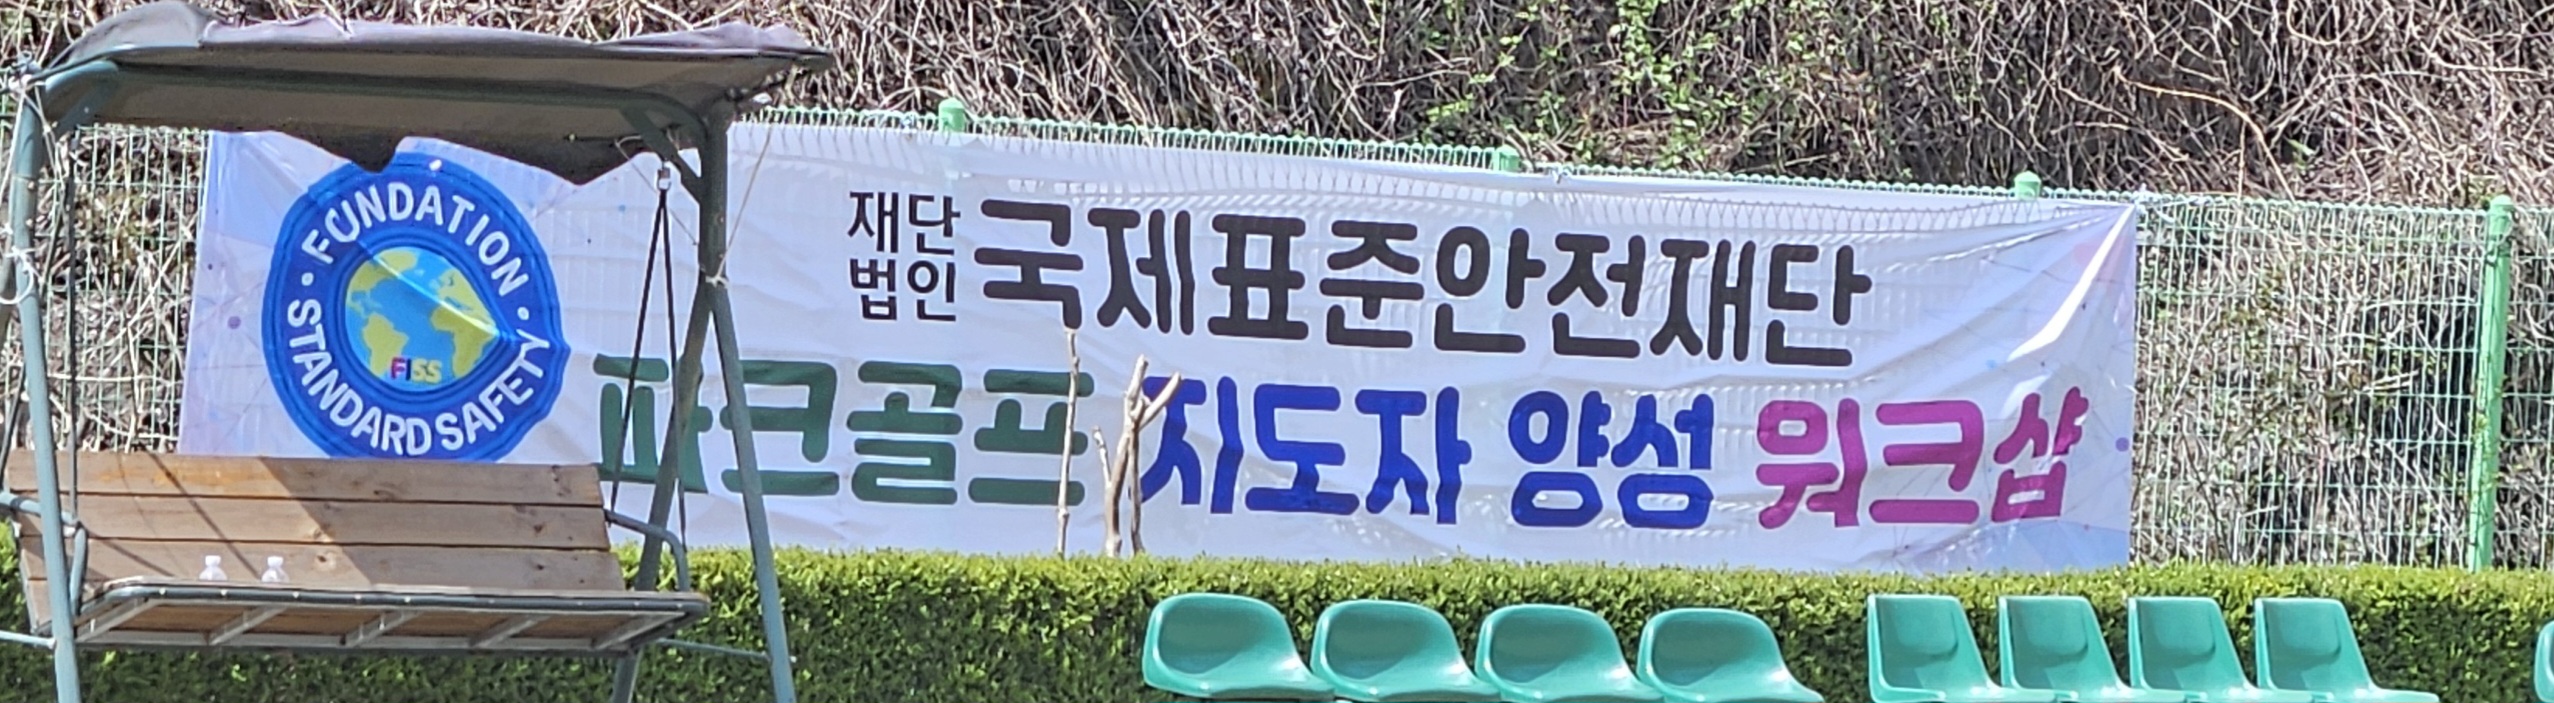 FOUNDATION
STANDARD SAFETY
FISS
재단
법인
국제표준안전재단
파크골프 지도자 양성 워크샵